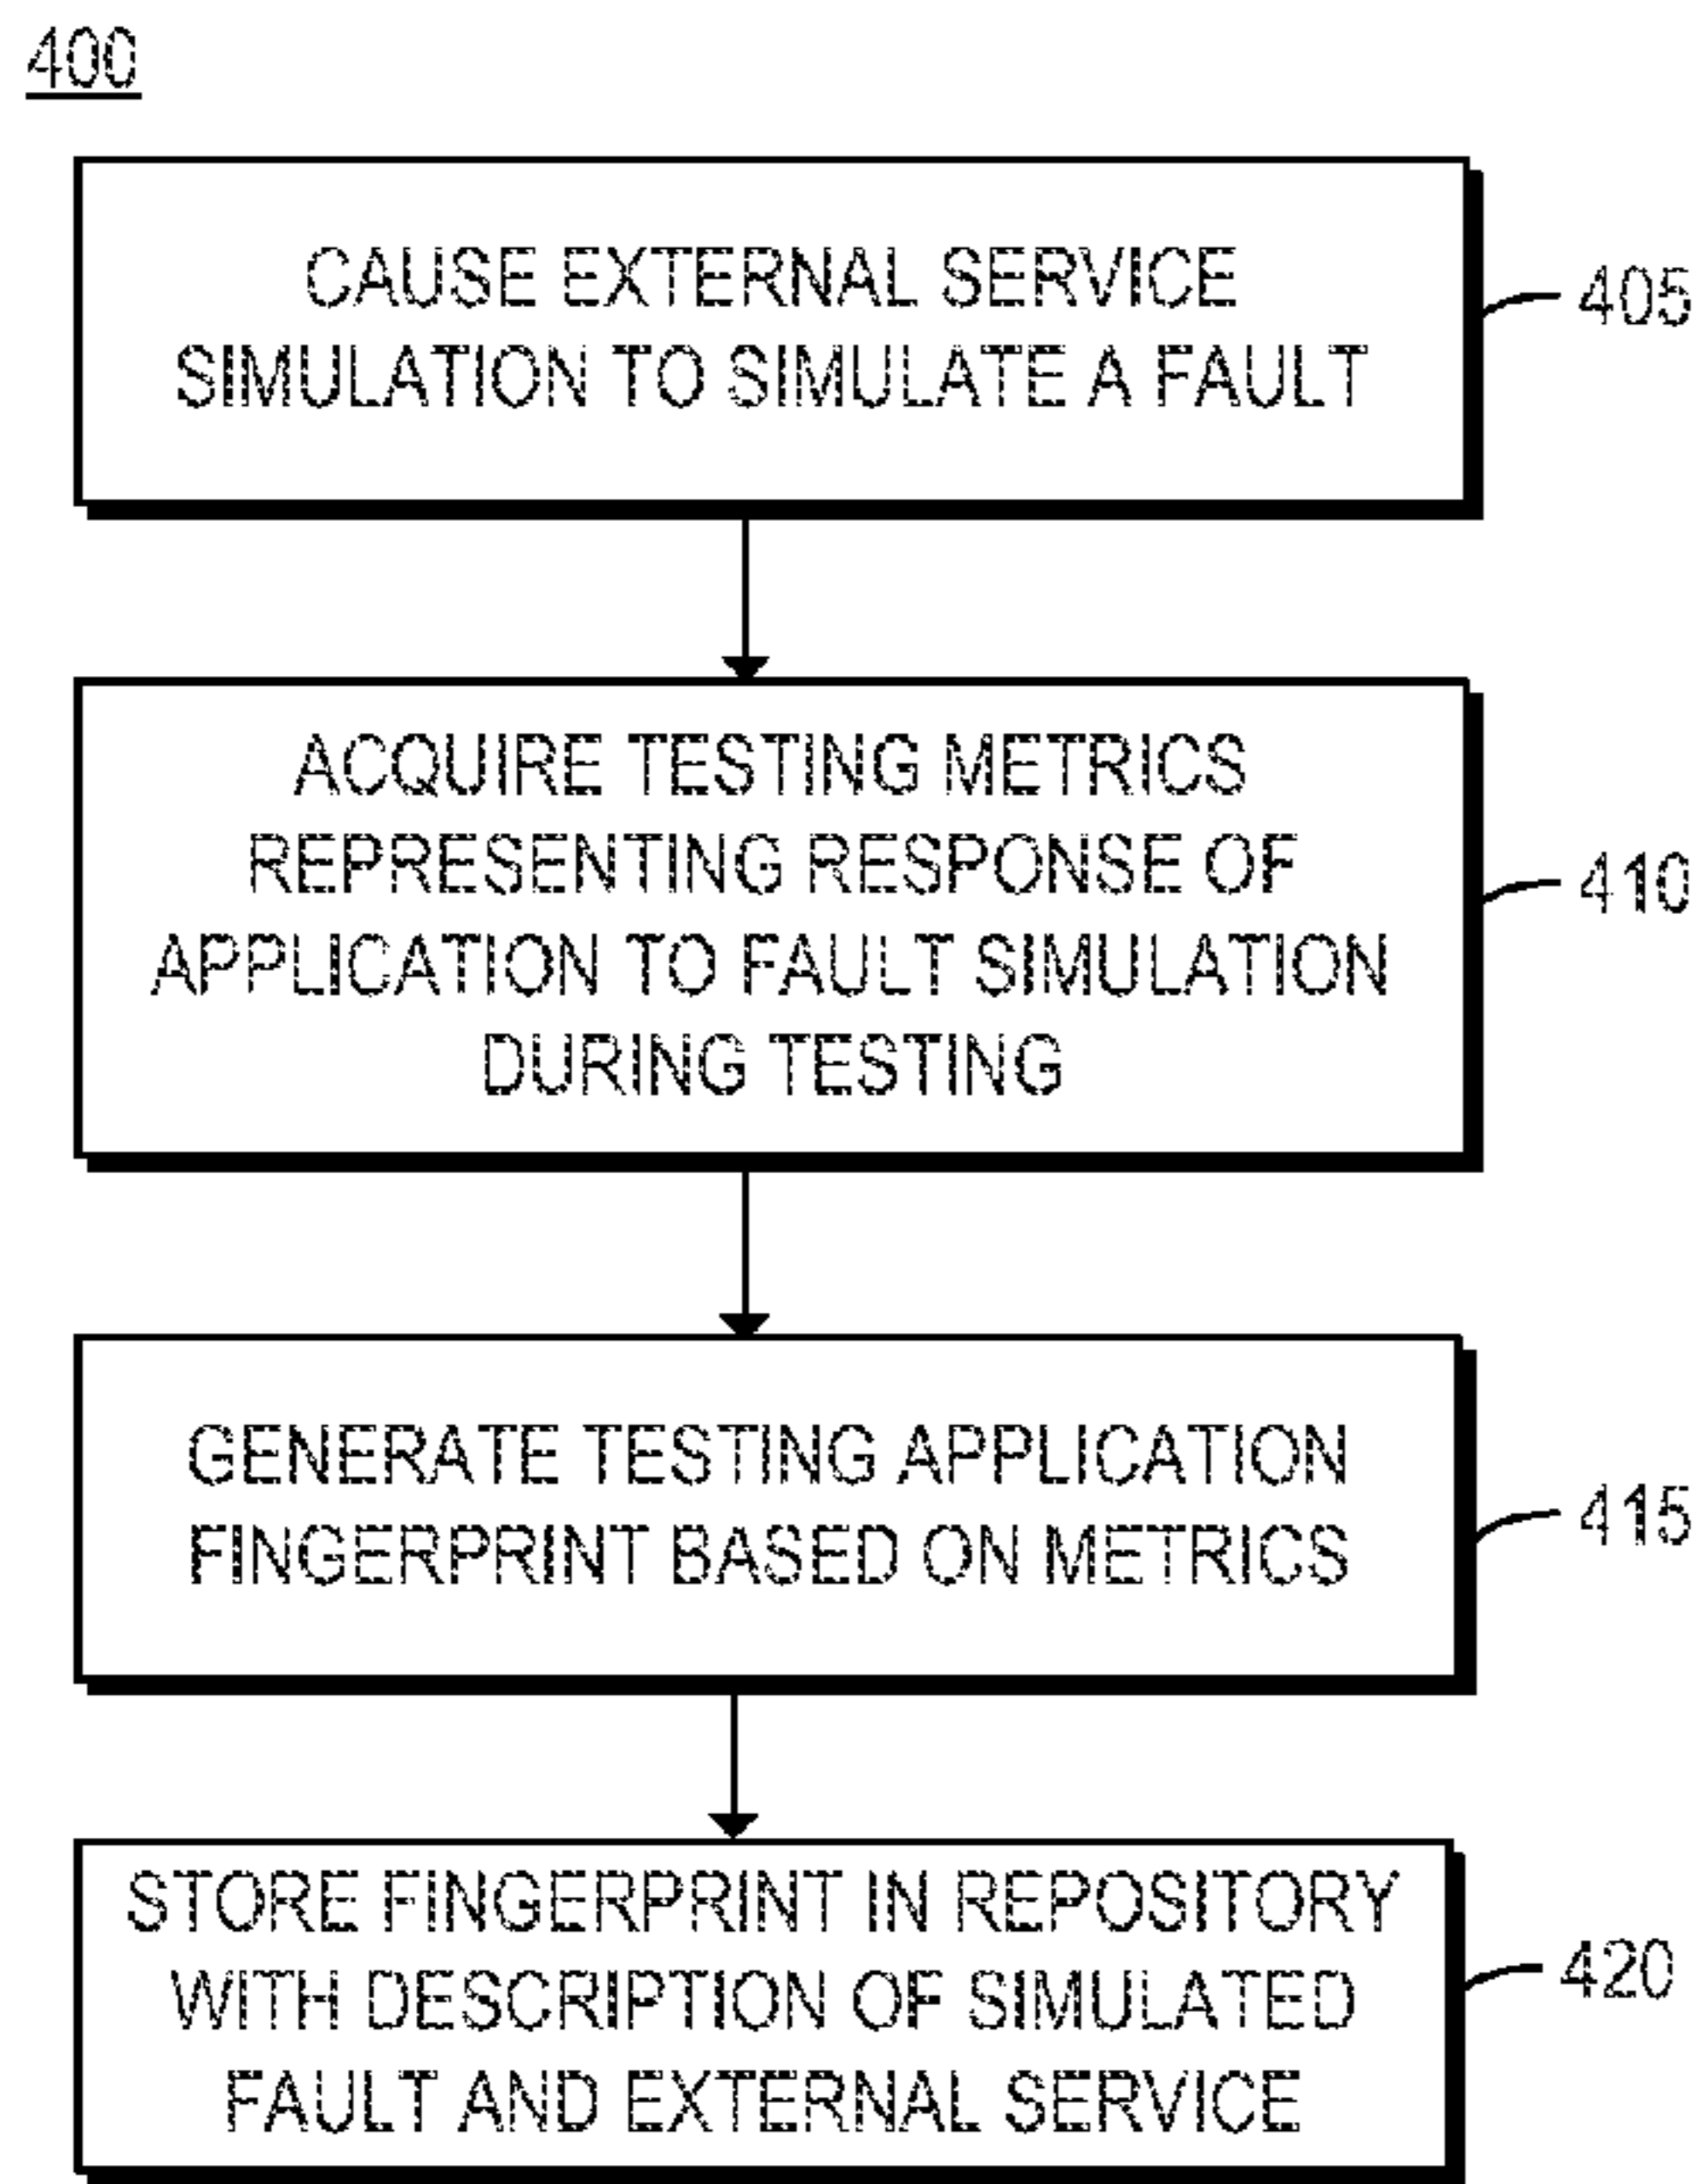 400
CAUSE EXTERNAL SERVICE
SIMULATION TO SIMULATE A FAULT
405
ACQUIRE TESTING METRICS
REPRESENTING RESPONSE OF
APPLICATION TO FAULT SIMULATION
DURING TESTING
410
GENERATE TESTING APPLICATION
FINGERPRINT BASED ON METRICS
415
STORE FINGERPRINT IN REPOSITORY
WITH DESCRIPTION OF SIMULATED
FAULT AND EXTERNAL SERVICE
420